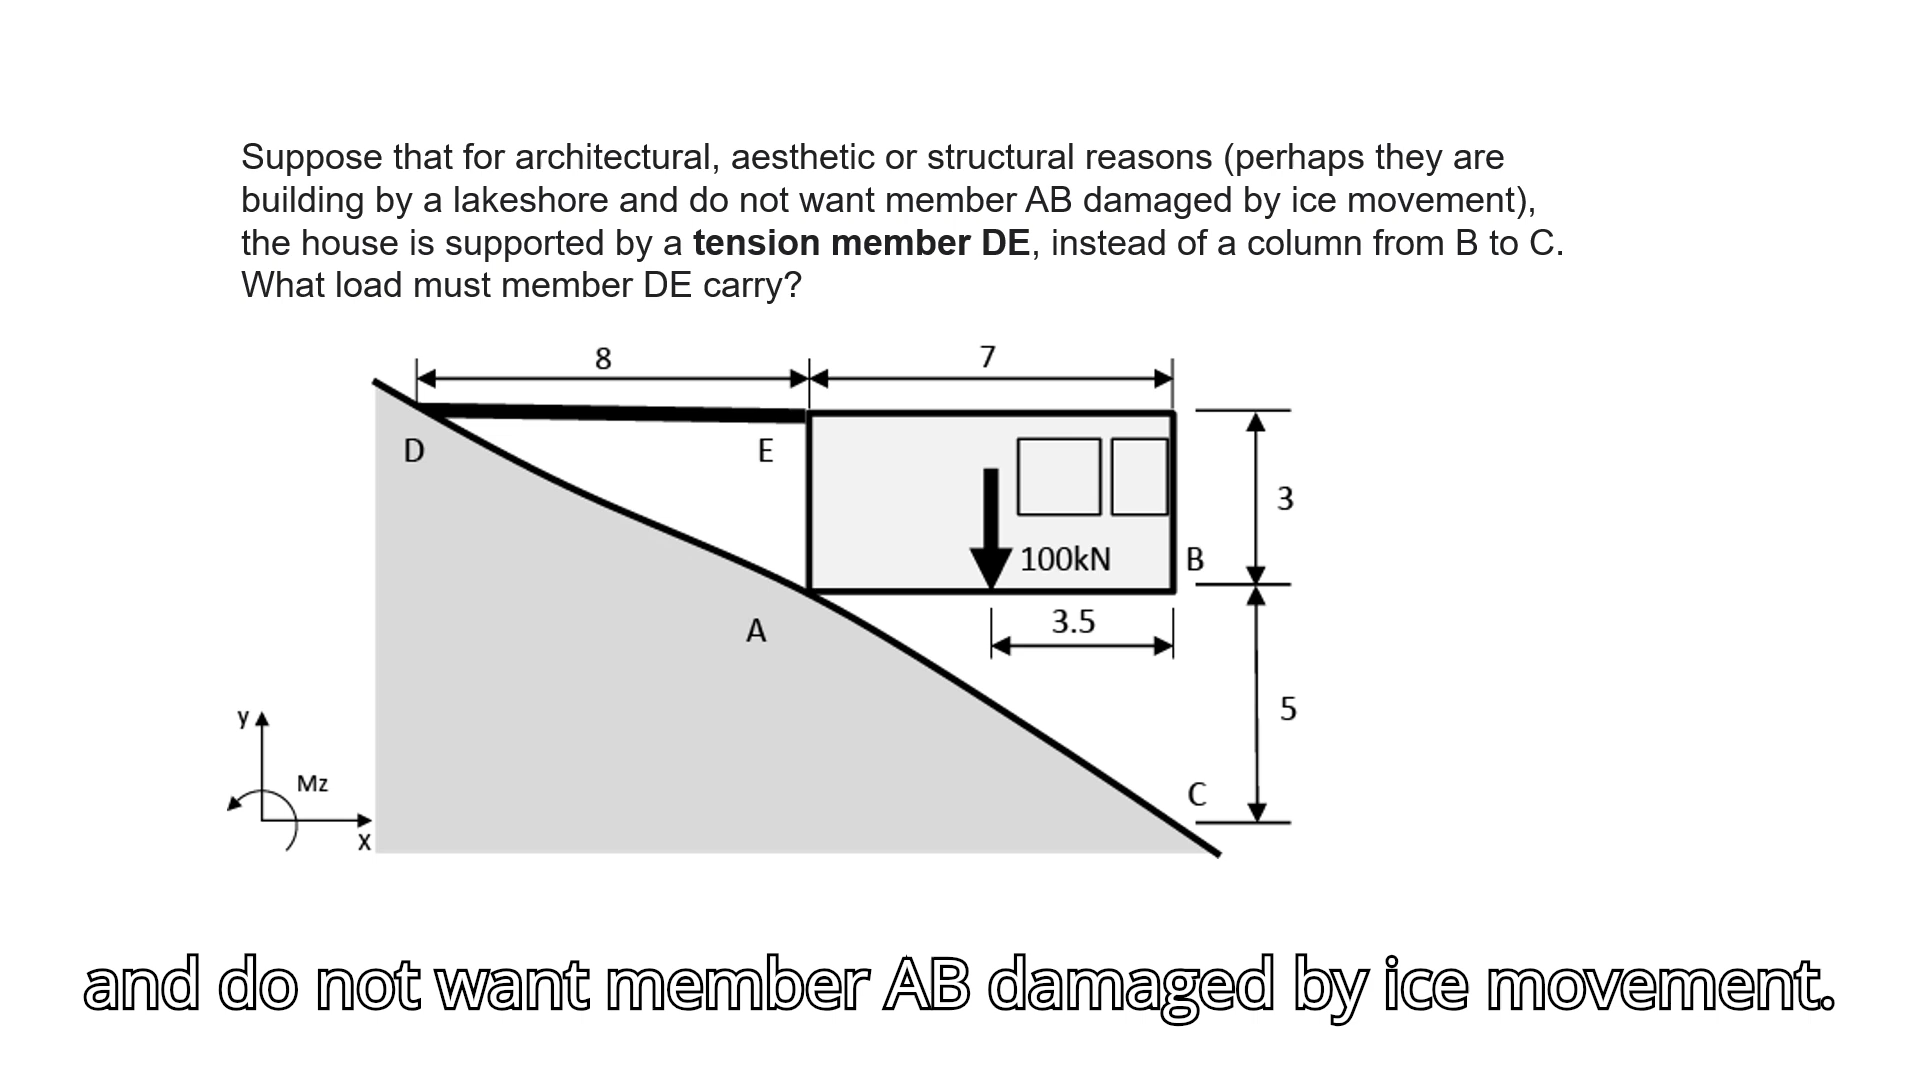 Suppose that for architectural, aesthetic or structural reasons (perhaps they are
building by a lakeshore and do not want member AB damaged by ice movement),
the house is supported by a tension member DE, instead of a column from B to C.
What load must member DE carry?
8
7
D
E
3
100kN
B
3.5
A
5
y
Mz
C
x
and do not want member AB damaged by ice movement.